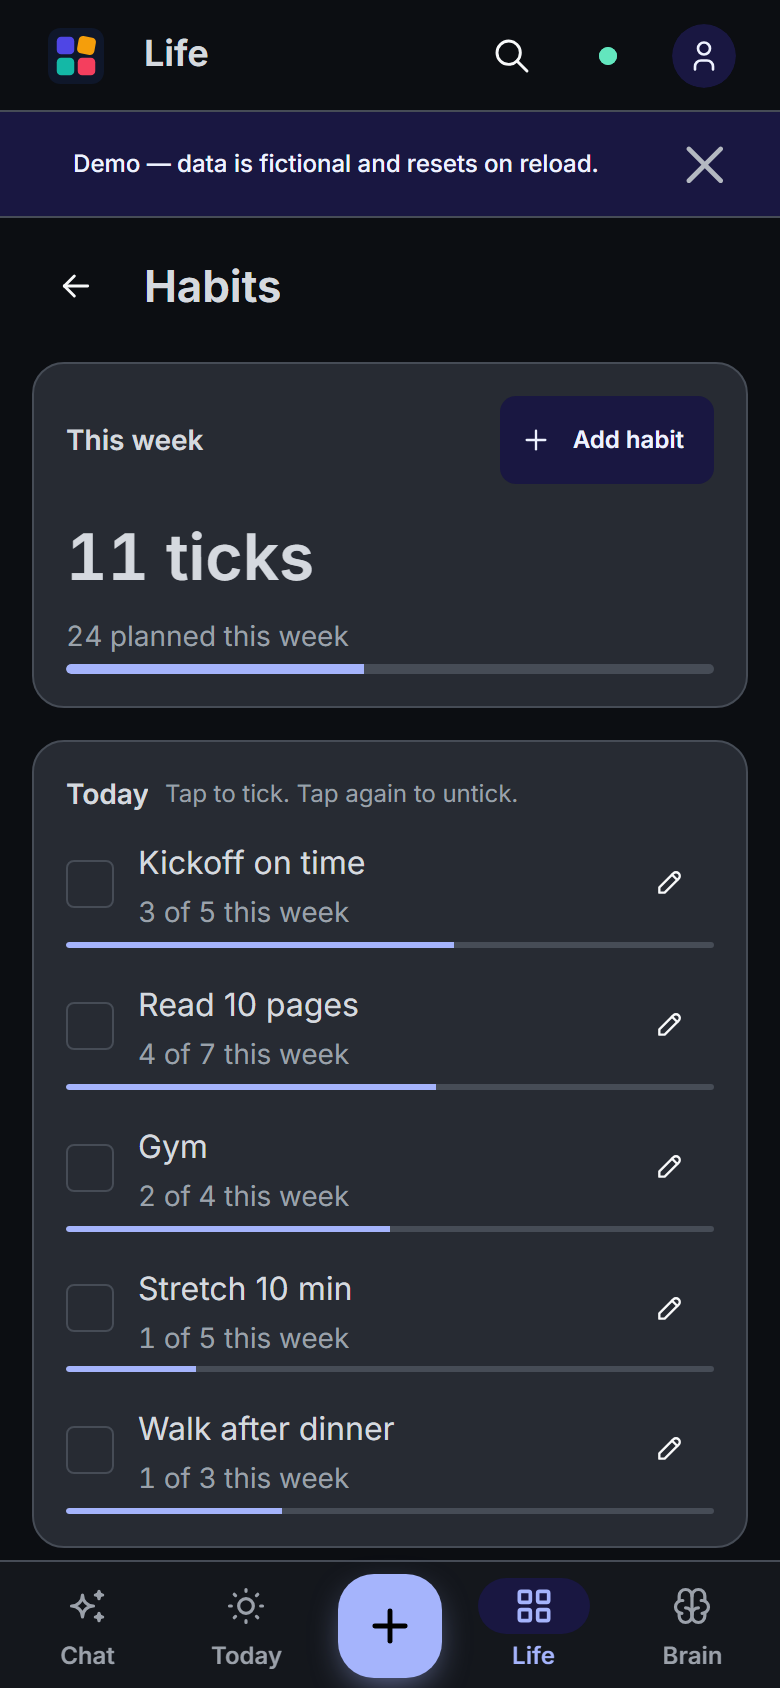 Life
Demo — data is fictional and resets on reload.
Habits
This week
Add habit
11 ticks
24 planned this week
Today Tap to tick. Tap again to untick.
Kickoff on time
3 of 5 this week
Read 10 pages
4 of 7 this week
Gym
2 of 4 this week
Stretch 10 min
1 of 5 this week
Walk after dinner
1 of 3 this week
Chat Today Life Brain